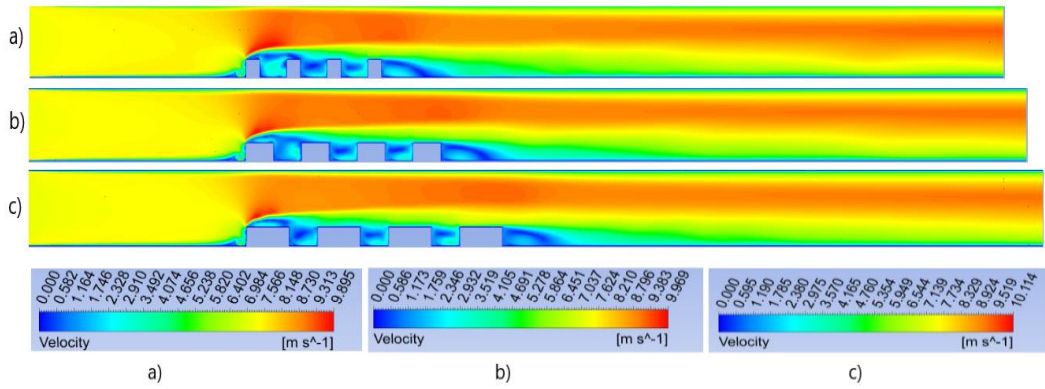 a)
b)
c)
0.000 0.582 1.164 1.746 2.328 2.910 3.492 4.074 4.656 5.238 5.820 6.402 6.984 7.566 8.148 8.730 9.313 9.895
Velocity [m s^-1]
0.000 0.586 1.173 1.759 2.346 2.932 3.519 4.105 4.691 5.278 5.864 6.451 7.037 7.624 8.210 8.796 9.383 9.969
Velocity [m s^-1]
0.000 0.595 1.190 1.785 2.380 2.975 3.570 4.165 4.760 5.354 5.949 6.544 7.139 7.734 8.329 8.924 9.519 10.114
Velocity [m s^-1]
a) b) c)